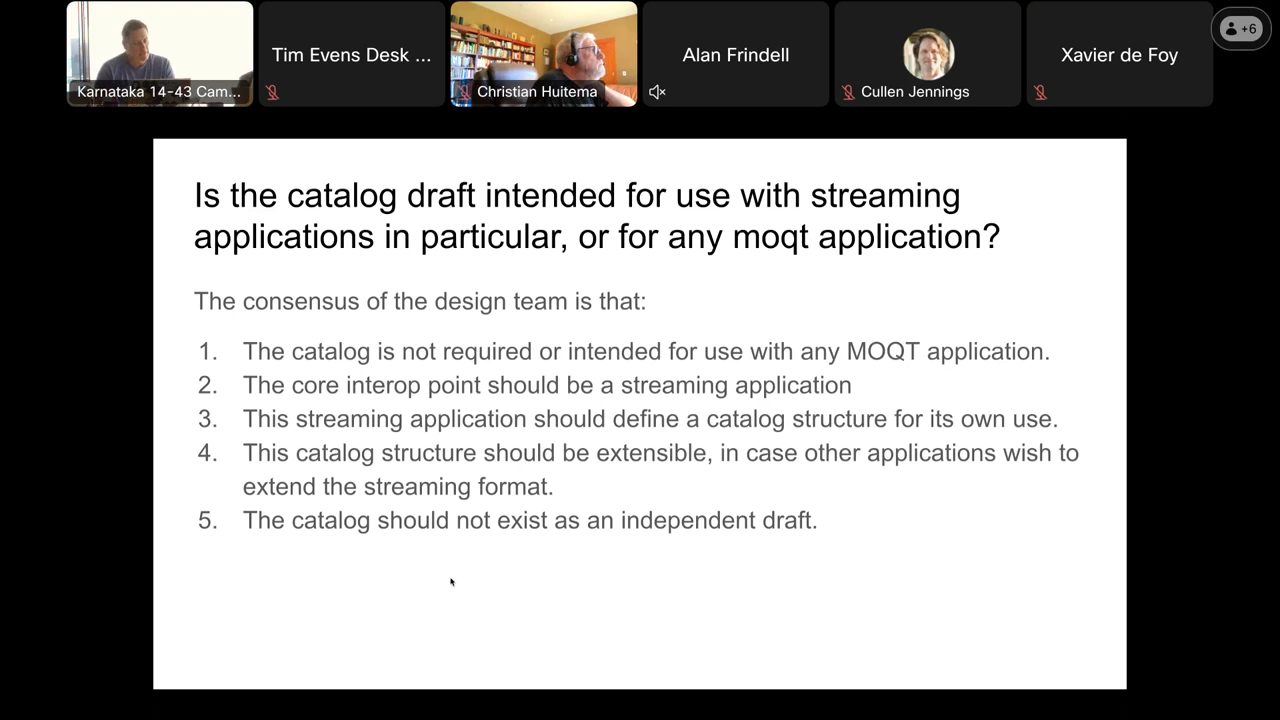 Karnataka 14-43 Cam...
Tim Evens Desk ...
Christian Huitema
Alan Frindell
Cullen Jennings
Xavier de Foy
+6
Is the catalog draft intended for use with streaming
applications in particular, or for any moqt application?
The consensus of the design team is that:
1. The catalog is not required or intended for use with any MOQT application.
2. The core interop point should be a streaming application
3. This streaming application should define a catalog structure for its own use.
4. This catalog structure should be extensible, in case other applications wish to
extend the streaming format.
5. The catalog should not exist as an independent draft.